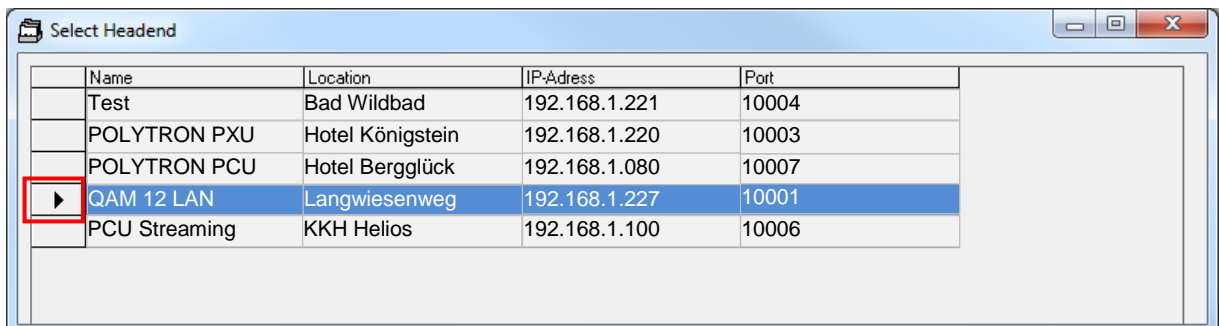 Select Headend
Name Location IP-Adress Port
Test Bad Wildbad 192.168.1.221 10004
POLYTRON PXU Hotel Königstein 192.168.1.220 10003
POLYTRON PCU Hotel Bergglück 192.168.1.080 10007
QAM 12 LAN Langwiesenweg 192.168.1.227 10001
PCU Streaming KKH Helios 192.168.1.100 10006